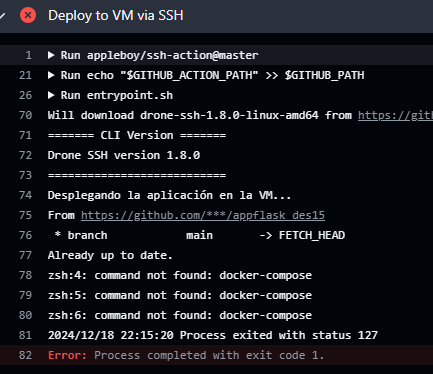 Deploy to VM via SSH
1 ▶ Run appleboy/ssh-action@master
21 ▶ Run echo "$GITHUB_ACTION_PATH" >> $GITHUB_PATH
26 ▶ Run entrypoint.sh
70 Will download drone-ssh-1.8.0-linux-amd64 from https://gith
71 ======= CLI Version =======
72 Drone SSH version 1.8.0
73 ===========================
74 Desplegando la aplicación en la VM...
75 From https://github.com/***/appflask_des15
76 * branch main -> FETCH_HEAD
77 Already up to date.
78 zsh:4: command not found: docker-compose
79 zsh:5: command not found: docker-compose
80 zsh:6: command not found: docker-compose
81 2024/12/18 22:15:20 Process exited with status 127
82 Error: Process completed with exit code 1.